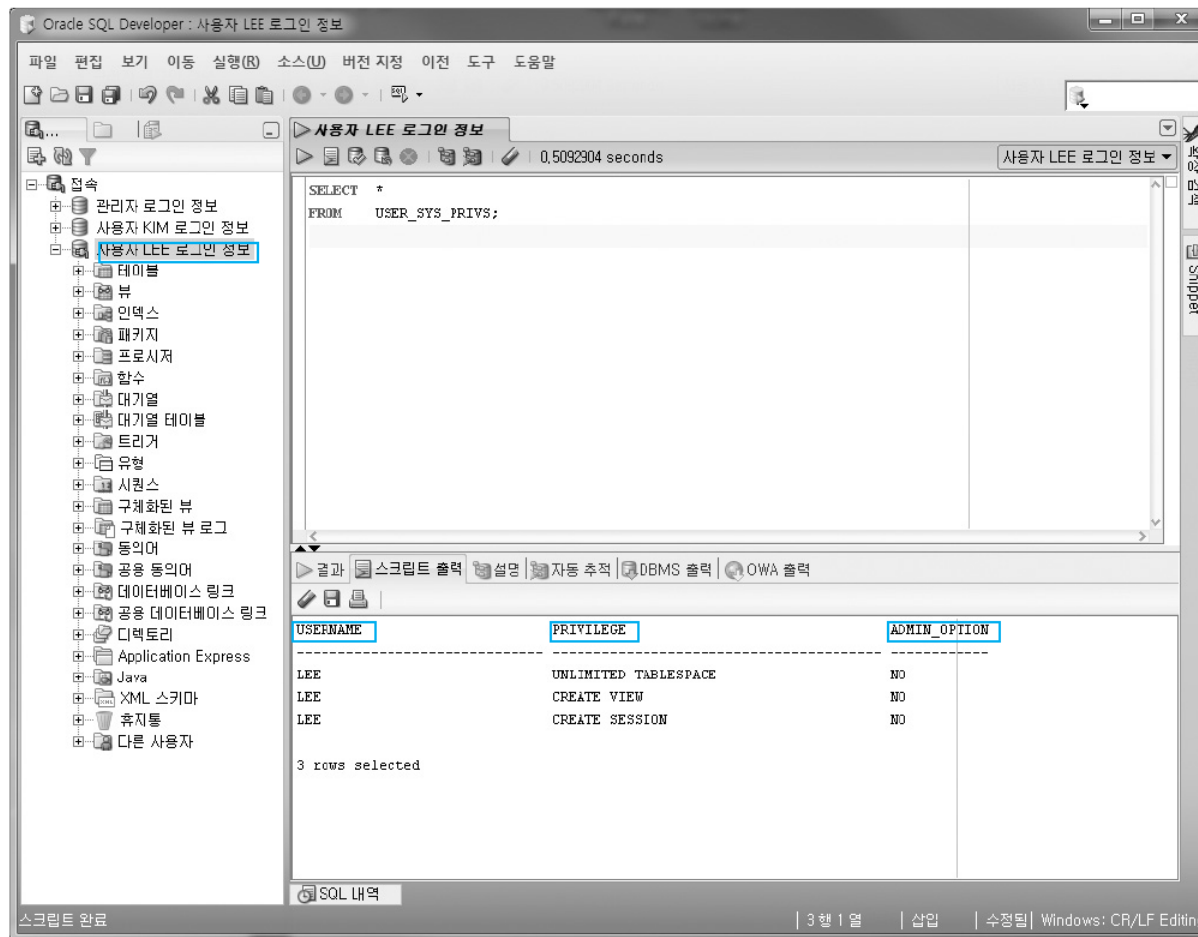 Oracle SQL Developer : 사용자 LEE 로그인 정보
파일 편집 보기 이동 실행(R) 소스(U) 버전 지정 이전 도구 도움말
사용자 LEE 로그인 정보
0,5092904 seconds
사용자 LEE 로그인 정보
접속
관리자 로그인 정보
사용자 KIM 로그인 정보
사용자 LEE 로그인 정보
테이블
뷰
인덱스
패키지
프로시저
함수
대기열
대기열 테이블
트리거
유형
시퀀스
구체화된 뷰
구체화된 뷰 로그
동의어
공용 동의어
데이터베이스 링크
공용 데이터베이스 링크
디렉토리
Application Express
Java
XML 스키마
휴지통
다른 사용자
SELECT *
FROM USER_SYS_PRIVS;
Snippet
결과 스크립트 출력 설명 자동 추적 DBMS 출력 OWA 출력
USERNAME PRIVILEGE ADMIN_OPTION
------------------------------ ---------------------------------------- ------------
LEE UNLIMITED TABLESPACE NO
LEE CREATE VIEW NO
LEE CREATE SESSION NO
3 rows selected
SQL 내역
스크립트 완료 3 행 1 열 삽입 수정됨 Windows: CR/LF Editin